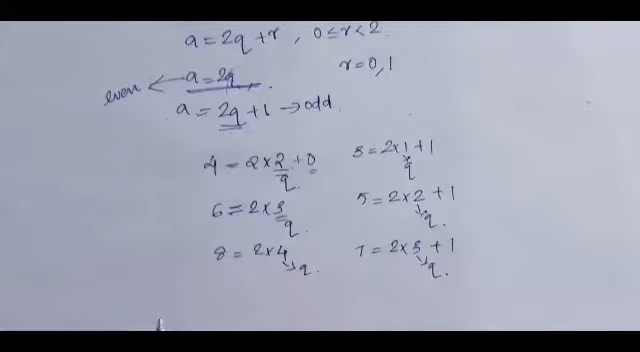 a = 2q + r , 0 ≤ r < 2.
r = 0, 1
even ← a = 2q.
a = 2q + 1 → odd.
4 = 2 × 2 + 0    3 = 2 × 1 + 1
q.    q
6 = 2 × 3    5 = 2 × 2 + 1
q.    q.
8 = 2 × 4    7 = 2 × 3 + 1
q.    q.